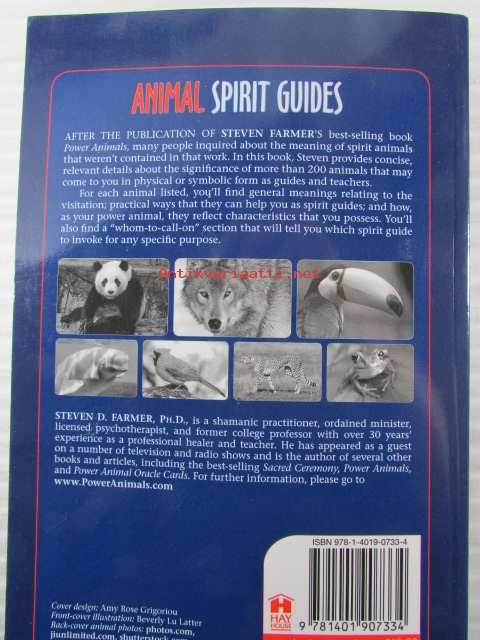 ANIMAL SPIRIT GUIDES
AFTER THE PUBLICATION OF STEVEN FARMER'S best-selling book
Power Animals, many people inquired about the meaning of spirit animals
that weren't contained in that work. In this book, Steven provides concise,
relevant details about the significance of more than 200 animals that may
come to you in physical or symbolic form as guides and teachers.
For each animal listed, you'll find general meanings relating to the
visitation; practical ways that they can help you as spirit guides; and how,
as your power animal, they reflect characteristics that you possess. You'll
also find a “whom-to-call-on” section that will tell you which spirit guide
to invoke for any specific purpose.
Antikvariaatti.net
STEVEN D. FARMER, PH.D., is a shamanic practitioner, ordained minister,
licensed psychotherapist, and former college professor with over 30 years'
experience as a professional healer and teacher. He has appeared as a guest
on a number of television and radio shows and is the author of several other
books and articles, including the best-selling Sacred Ceremony, Power Animals,
and Power Animal Oracle Cards. For further information, please go to
www.PowerAnimals.com
ISBN 978-1-4019-0733-4
9 781401 907334
HAY
HOUSE
Cover design: Amy Rose Grigoriou
Front-cover illustration: Beverly Lu Latter
Back-cover animal photos: photos.com,
jiunlimited.com, shutterstock.com